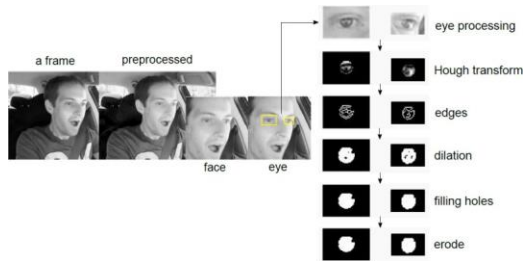 a frame
preprocessed
face
eye
eye processing
Hough transform
edges
dilation
filling holes
erode